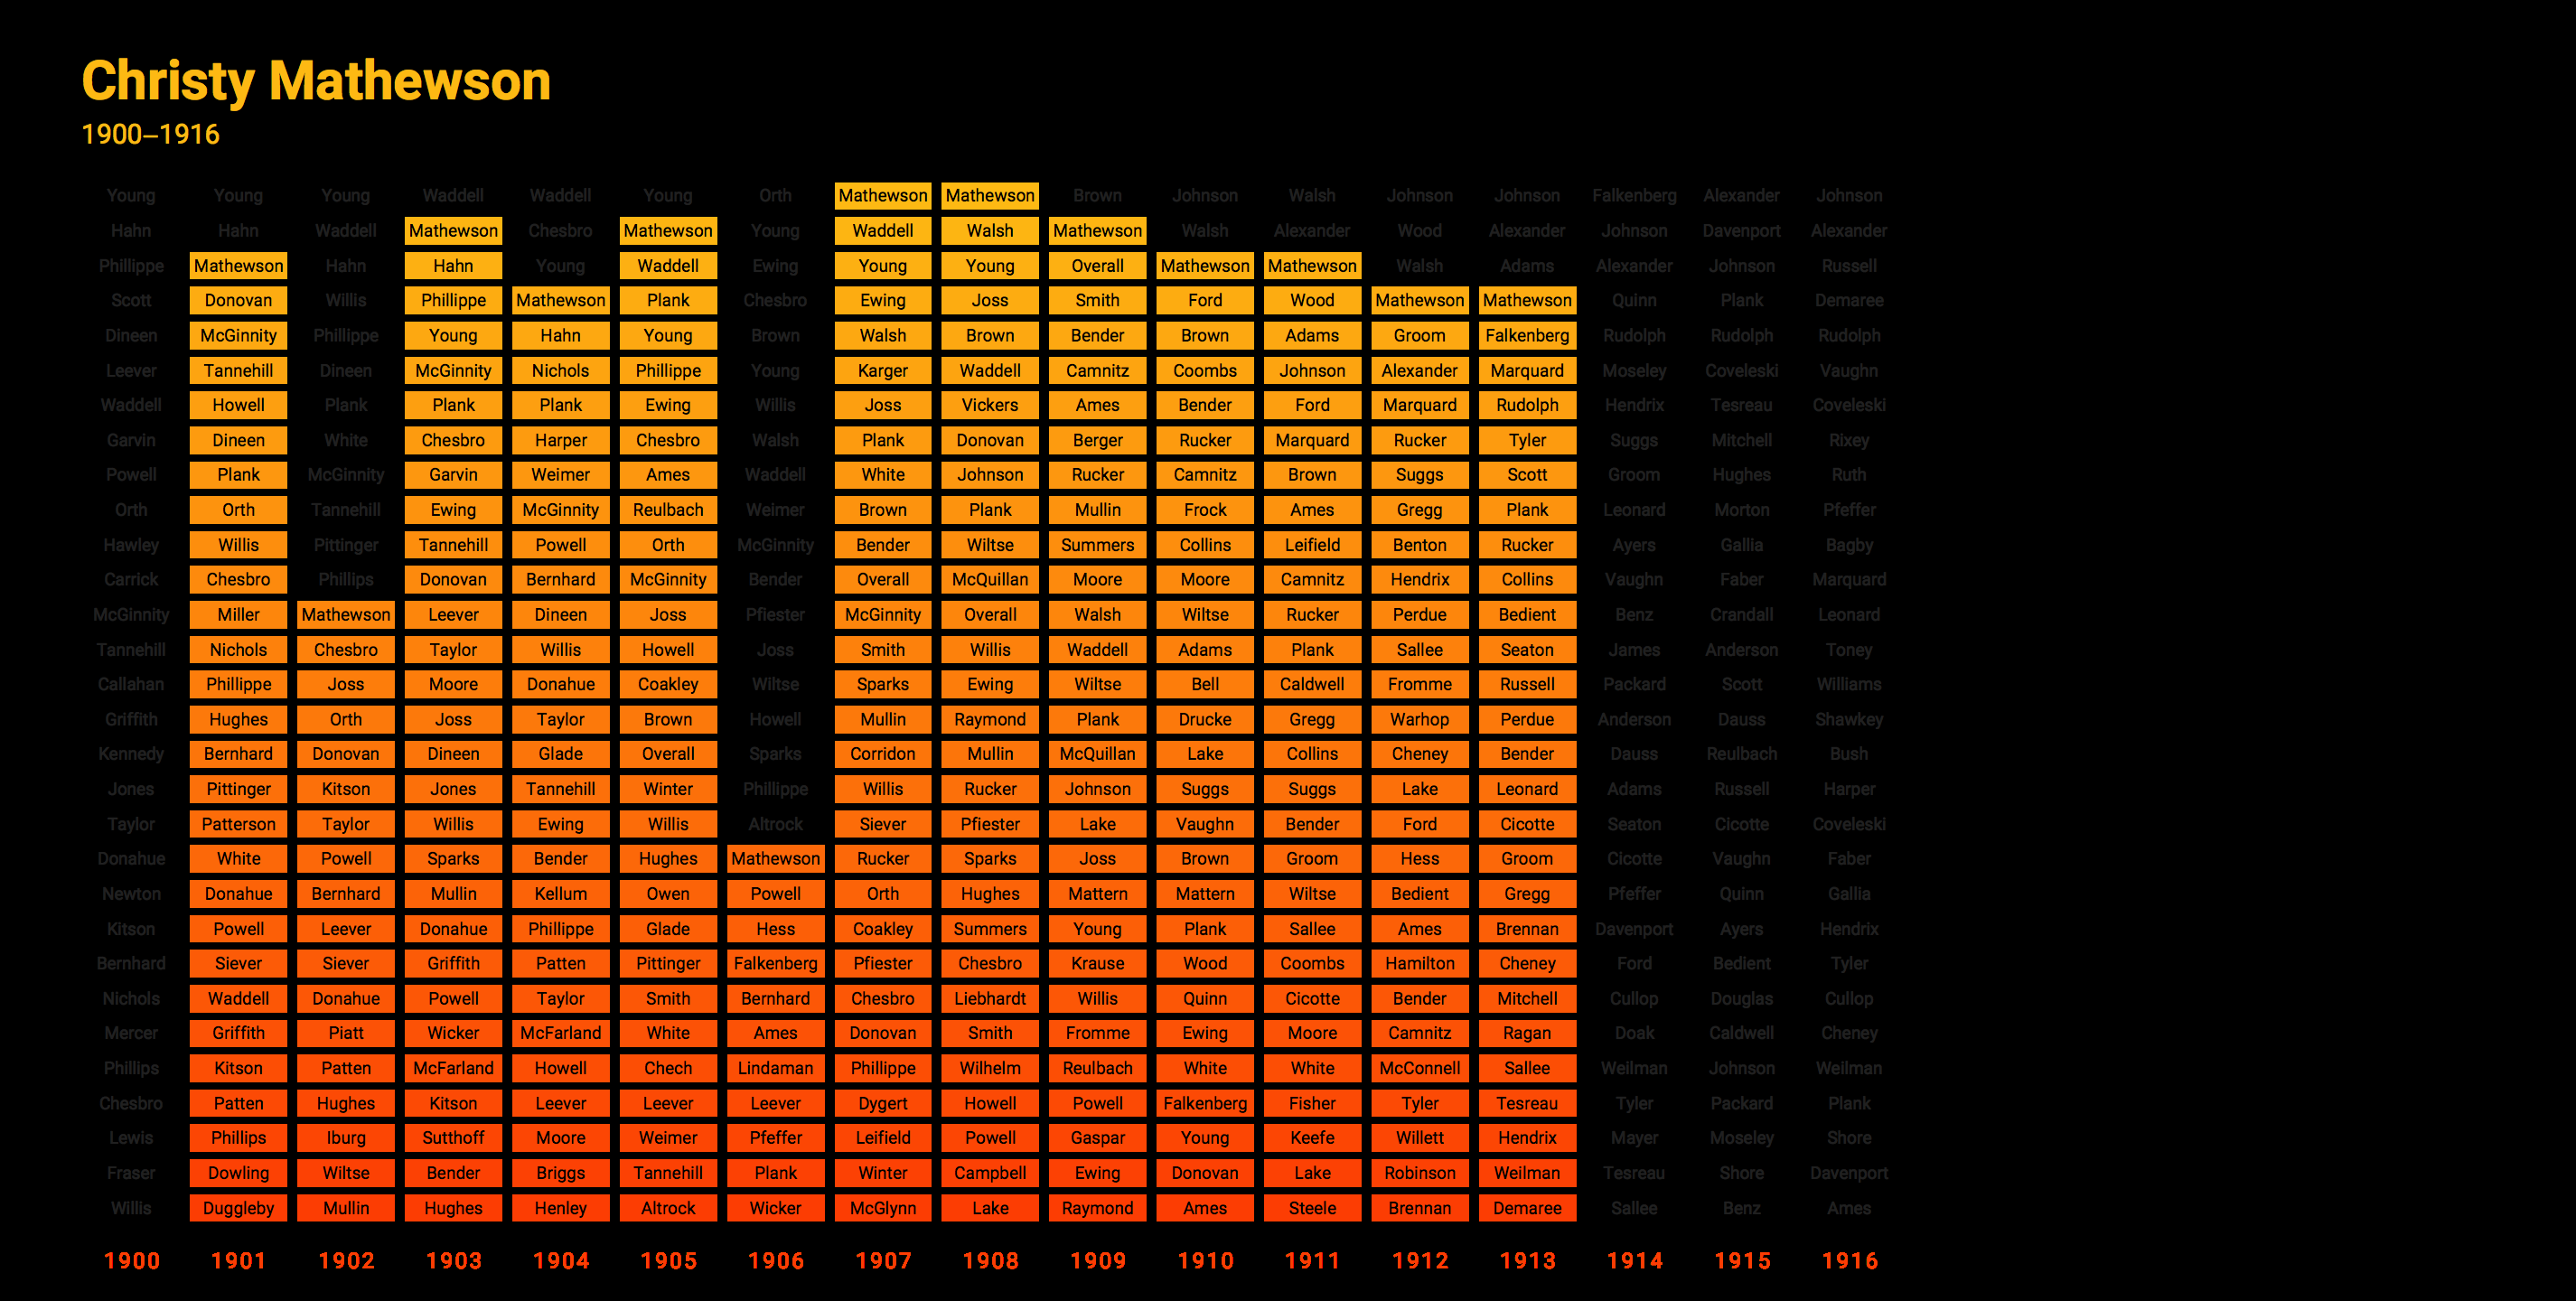 Christy Mathewson
1900–1916
Young Young Young Waddell Waddell Young Orth Mathewson Mathewson Brown Johnson Walsh Johnson Johnson Falkenberg Alexander Johnson
Hahn Hahn Waddell Mathewson Chesbro Mathewson Young Waddell Walsh Mathewson Walsh Alexander Wood Alexander Johnson Davenport Alexander
Phillippe Mathewson Hahn Hahn Young Waddell Ewing Young Young Overall Mathewson Mathewson Walsh Adams Alexander Johnson Russell
Scott Donovan Willis Phillippe Mathewson Plank Chesbro Ewing Joss Smith Ford Wood Mathewson Mathewson Quinn Plank Demaree
Dineen McGinnity Phillippe Young Hahn Young Brown Walsh Brown Bender Brown Adams Groom Falkenberg Rudolph Rudolph Rudolph
Leever Tannehill Dineen McGinnity Nichols Phillippe Young Karger Waddell Camnitz Coombs Johnson Alexander Marquard Moseley Coveleski Vaughn
Waddell Howell Plank Plank Plank Ewing Willis Joss Vickers Ames Bender Ford Marquard Rudolph Hendrix Tesreau Coveleski
Garvin Dineen White Chesbro Harper Chesbro Walsh Plank Donovan Berger Rucker Marquard Rucker Tyler Suggs Mitchell Rixey
Powell Plank McGinnity Garvin Weimer Ames Waddell White Johnson Rucker Camnitz Brown Suggs Scott Groom Hughes Ruth
Orth Orth Tannehill Ewing McGinnity Reulbach Weimer Brown Plank Mullin Frock Ames Gregg Plank Leonard Morton Pfeffer
Hawley Willis Pittinger Tannehill Powell Orth McGinnity Bender Wiltse Summers Collins Leifield Benton Rucker Ayers Gallia Bagby
Carrick Chesbro Phillips Donovan Bernhard McGinnity Bender Overall McQuillan Moore Moore Camnitz Hendrix Collins Vaughn Faber Marquard
McGinnity Miller Mathewson Leever Dineen Joss Pfiester McGinnity Overall Walsh Wiltse Rucker Perdue Bedient Benz Crandall Leonard
Tannehill Nichols Chesbro Taylor Willis Howell Joss Smith Willis Waddell Adams Plank Sallee Seaton James Anderson Toney
Callahan Phillippe Joss Moore Donahue Coakley Wiltse Sparks Ewing Wiltse Bell Caldwell Fromme Russell Packard Scott Williams
Griffith Hughes Orth Joss Taylor Brown Howell Mullin Raymond Plank Drucke Gregg Warhop Perdue Anderson Dauss Shawkey
Kennedy Bernhard Donovan Dineen Glade Overall Sparks Corridon Mullin McQuillan Lake Collins Cheney Bender Dauss Reulbach Bush
Jones Pittinger Kitson Jones Tannehill Winter Phillippe Willis Rucker Johnson Suggs Suggs Lake Leonard Adams Russell Harper
Taylor Patterson Taylor Willis Ewing Willis Altrock Siever Pfiester Lake Vaughn Bender Ford Cicotte Seaton Cicotte Coveleski
Donahue White Powell Sparks Bender Hughes Mathewson Rucker Sparks Joss Brown Groom Hess Groom Cicotte Vaughn Faber
Newton Donahue Bernhard Mullin Kellum Owen Powell Orth Hughes Mattern Mattern Wiltse Bedient Gregg Pfeffer Quinn Gallia
Kitson Powell Leever Donahue Phillippe Glade Hess Coakley Summers Young Plank Sallee Ames Brennan Davenport Ayers Hendrix
Bernhard Siever Siever Griffith Patten Pittinger Falkenberg Pfiester Chesbro Krause Wood Coombs Hamilton Cheney Ford Bedient Tyler
Nichols Waddell Donahue Powell Taylor Smith Bernhard Chesbro Liebhardt Willis Quinn Cicotte Bender Mitchell Cullop Douglas Cullop
Mercer Griffith Piatt Wicker McFarland White Ames Donovan Smith Fromme Ewing Moore Camnitz Ragan Doak Caldwell Cheney
Phillips Kitson Patten McFarland Howell Chech Lindaman Phillippe Wilhelm Reulbach White White McConnell Sallee Weilman Johnson Weilman
Chesbro Patten Hughes Kitson Leever Leever Leever Dygert Howell Powell Falkenberg Fisher Tyler Tesreau Tyler Packard Plank
Lewis Phillips Iburg Sutthoff Moore Weimer Pfeffer Leifield Powell Gaspar Young Keefe Willett Hendrix Mayer Moseley Shore
Fraser Dowling Wiltse Bender Briggs Tannehill Plank Winter Campbell Ewing Donovan Lake Robinson Weilman Tesreau Shore Davenport
Willis Duggleby Mullin Hughes Henley Altrock Wicker McGlynn Lake Raymond Ames Steele Brennan Demaree Sallee Benz Ames
1900 1901 1902 1903 1904 1905 1906 1907 1908 1909 1910 1911 1912 1913 1914 1915 1916